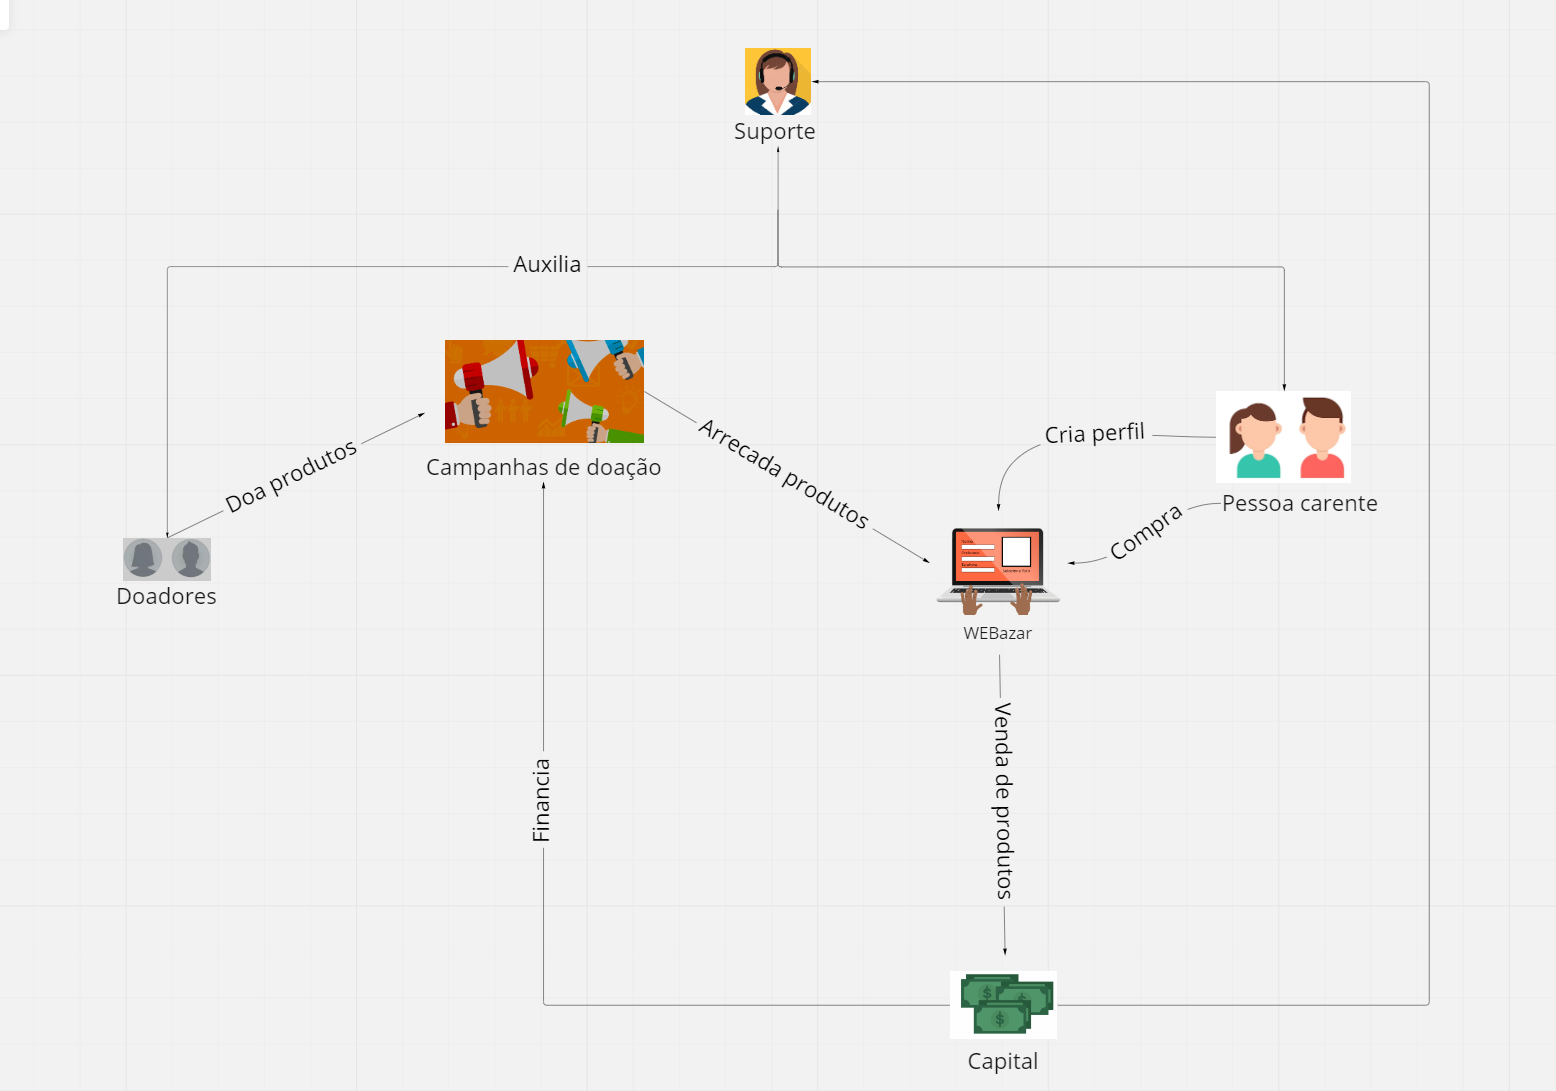 Suporte
Auxilia
Campanhas de doação
Doa produtos
Arrecada produtos
Cria perfil
Pessoa carente
Compra
Doadores
WEBazar
Financia
Venda de produtos
Capital